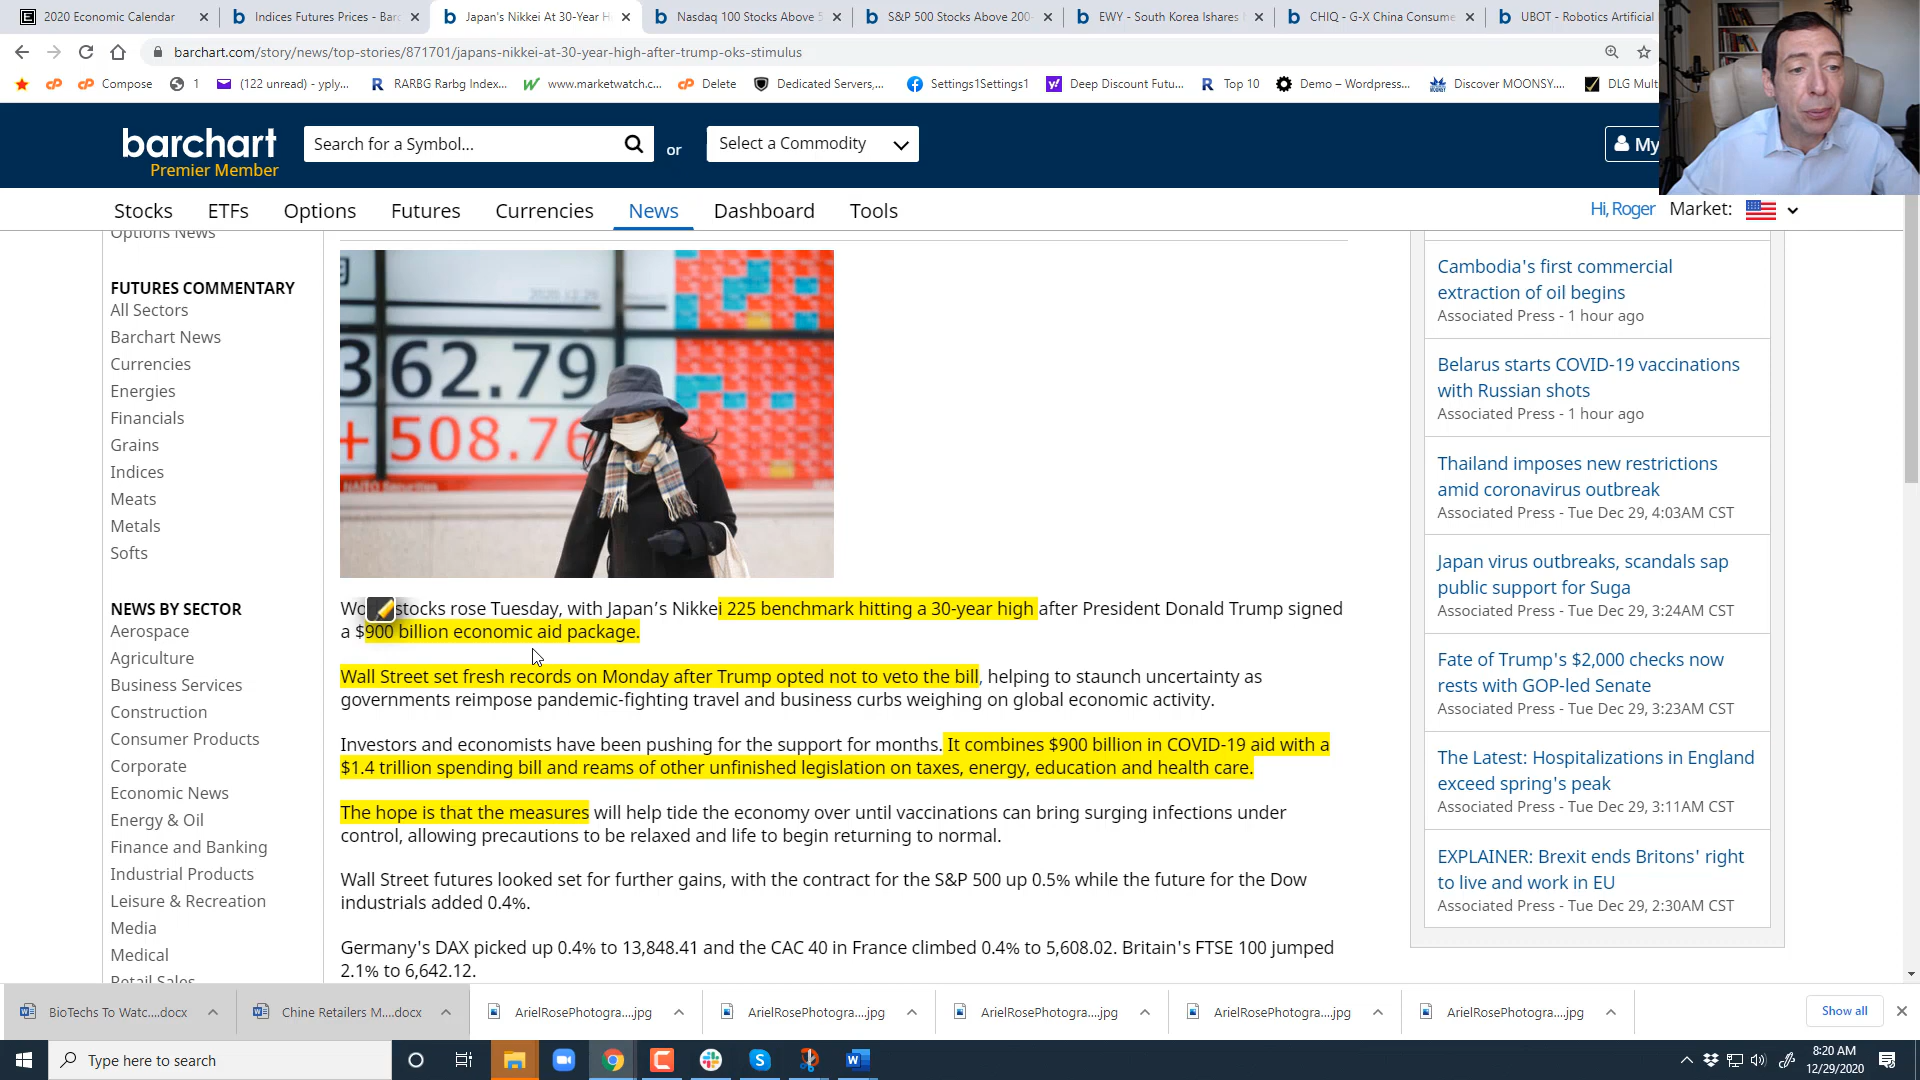 2020 Economic Calendar
Indices Futures Prices - Barc
Japan's Nikkei At 30-Year H
Nasdaq 100 Stocks Above 5
S&P 500 Stocks Above 200-
EWY - South Korea Ishares
CHIQ - G-X China Consume
UBOT - Robotics Artificial
barchart.com/story/news/top-stories/871701/japans-nikkei-at-30-year-high-after-trump-oks-stimulus
Compose
1
(122 unread) - yply...
RARBG Rarbg Index...
www.marketwatch.c...
Delete
Dedicated Servers,...
Settings1Settings1
Deep Discount Futu...
Top 10
Demo – Wordpress...
Discover MOONSY....
DLG Mult
barchart
Premier Member
Search for a Symbol...
or
Select a Commodity
My
Stocks
ETFs
Options
Futures
Currencies
News
Dashboard
Tools
Hi, Roger
Market:
Options News
FUTURES COMMENTARY
All Sectors
Barchart News
Currencies
Energies
Financials
Grains
Indices
Meats
Metals
Softs
NEWS BY SECTOR
Aerospace
Agriculture
Business Services
Construction
Consumer Products
Corporate
Economic News
Energy & Oil
Finance and Banking
Industrial Products
Leisure & Recreation
Media
Medical
Retail Sales
362.79
+508.76
stocks rose Tuesday, with Japan’s Nikkei 225 benchmark hitting a 30-year high after President Donald Trump signed
a $900 billion economic aid package.
Wall Street set fresh records on Monday after Trump opted not to veto the bill, helping to staunch uncertainty as
governments reimpose pandemic-fighting travel and business curbs weighing on global economic activity.
Investors and economists have been pushing for the support for months. It combines $900 billion in COVID-19 aid with a
$1.4 trillion spending bill and reams of other unfinished legislation on taxes, energy, education and health care.
The hope is that the measures will help tide the economy over until vaccinations can bring surging infections under
control, allowing precautions to be relaxed and life to begin returning to normal.
Wall Street futures looked set for further gains, with the contract for the S&P 500 up 0.5% while the future for the Dow
industrials added 0.4%.
Germany's DAX picked up 0.4% to 13,848.41 and the CAC 40 in France climbed 0.4% to 5,608.02. Britain's FTSE 100 jumped
2.1% to 6,642.12.
Cambodia's first commercial
extraction of oil begins
Associated Press - 1 hour ago
Belarus starts COVID-19 vaccinations
with Russian shots
Associated Press - 1 hour ago
Thailand imposes new restrictions
amid coronavirus outbreak
Associated Press - Tue Dec 29, 4:03AM CST
Japan virus outbreaks, scandals sap
public support for Suga
Associated Press - Tue Dec 29, 3:24AM CST
Fate of Trump's $2,000 checks now
rests with GOP-led Senate
Associated Press - Tue Dec 29, 3:23AM CST
The Latest: Hospitalizations in England
exceed spring's peak
Associated Press - Tue Dec 29, 3:11AM CST
EXPLAINER: Brexit ends Britons' right
to live and work in EU
Associated Press - Tue Dec 29, 2:30AM CST
BioTechs To Watc....docx
Chine Retailers M....docx
ArielRosePhotogra....jpg
ArielRosePhotogra....jpg
ArielRosePhotogra....jpg
ArielRosePhotogra....jpg
ArielRosePhotogra....jpg
Show all
Type here to search
8:20 AM
12/29/2020